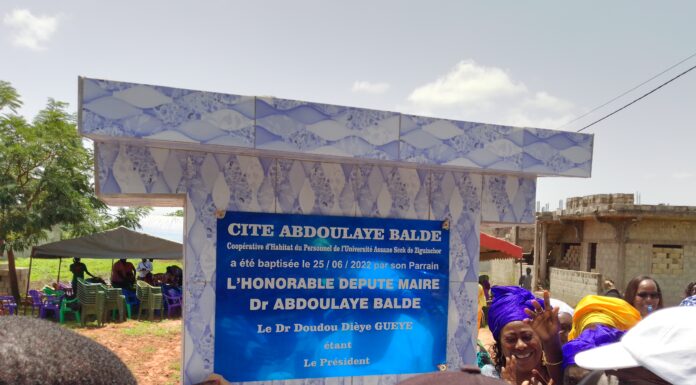 CITE ABDOULAYE BALDE
Coopérative d'Habitat du Personnel de l'Université Assane Seck de Ziguinchor
a été baptisée le 25 / 06 / 2022 par son Parrain
L'HONORABLE DEPUTE MAIRE
Dr ABDOULAYE BALDE
Le Dr Doudou Dièye GUEYE
étant
Le Président